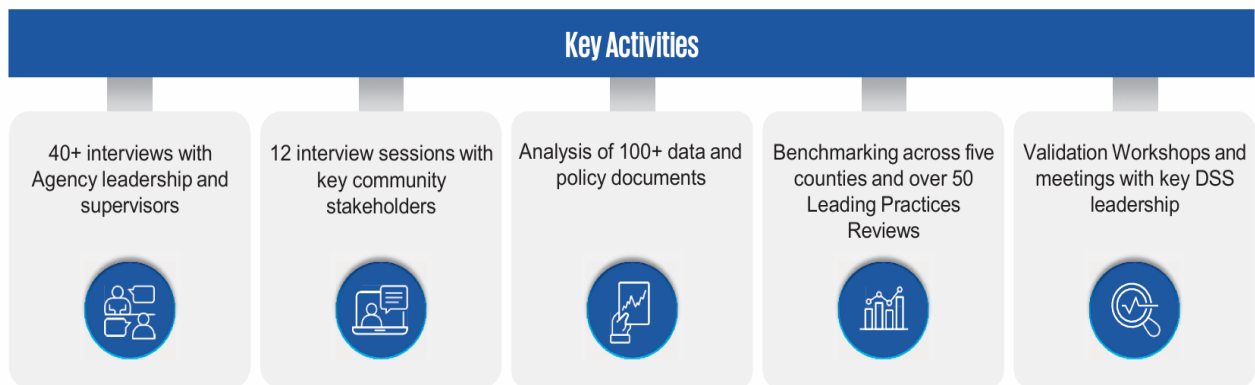 Key Activities
40+ interviews with
Agency leadership and
supervisors
12 interview sessions with
key community
stakeholders
Analysis of 100+ data and
policy documents
Benchmarking across five
counties and over 50
Leading Practices
Reviews
Validation Workshops and
meetings with key DSS
leadership